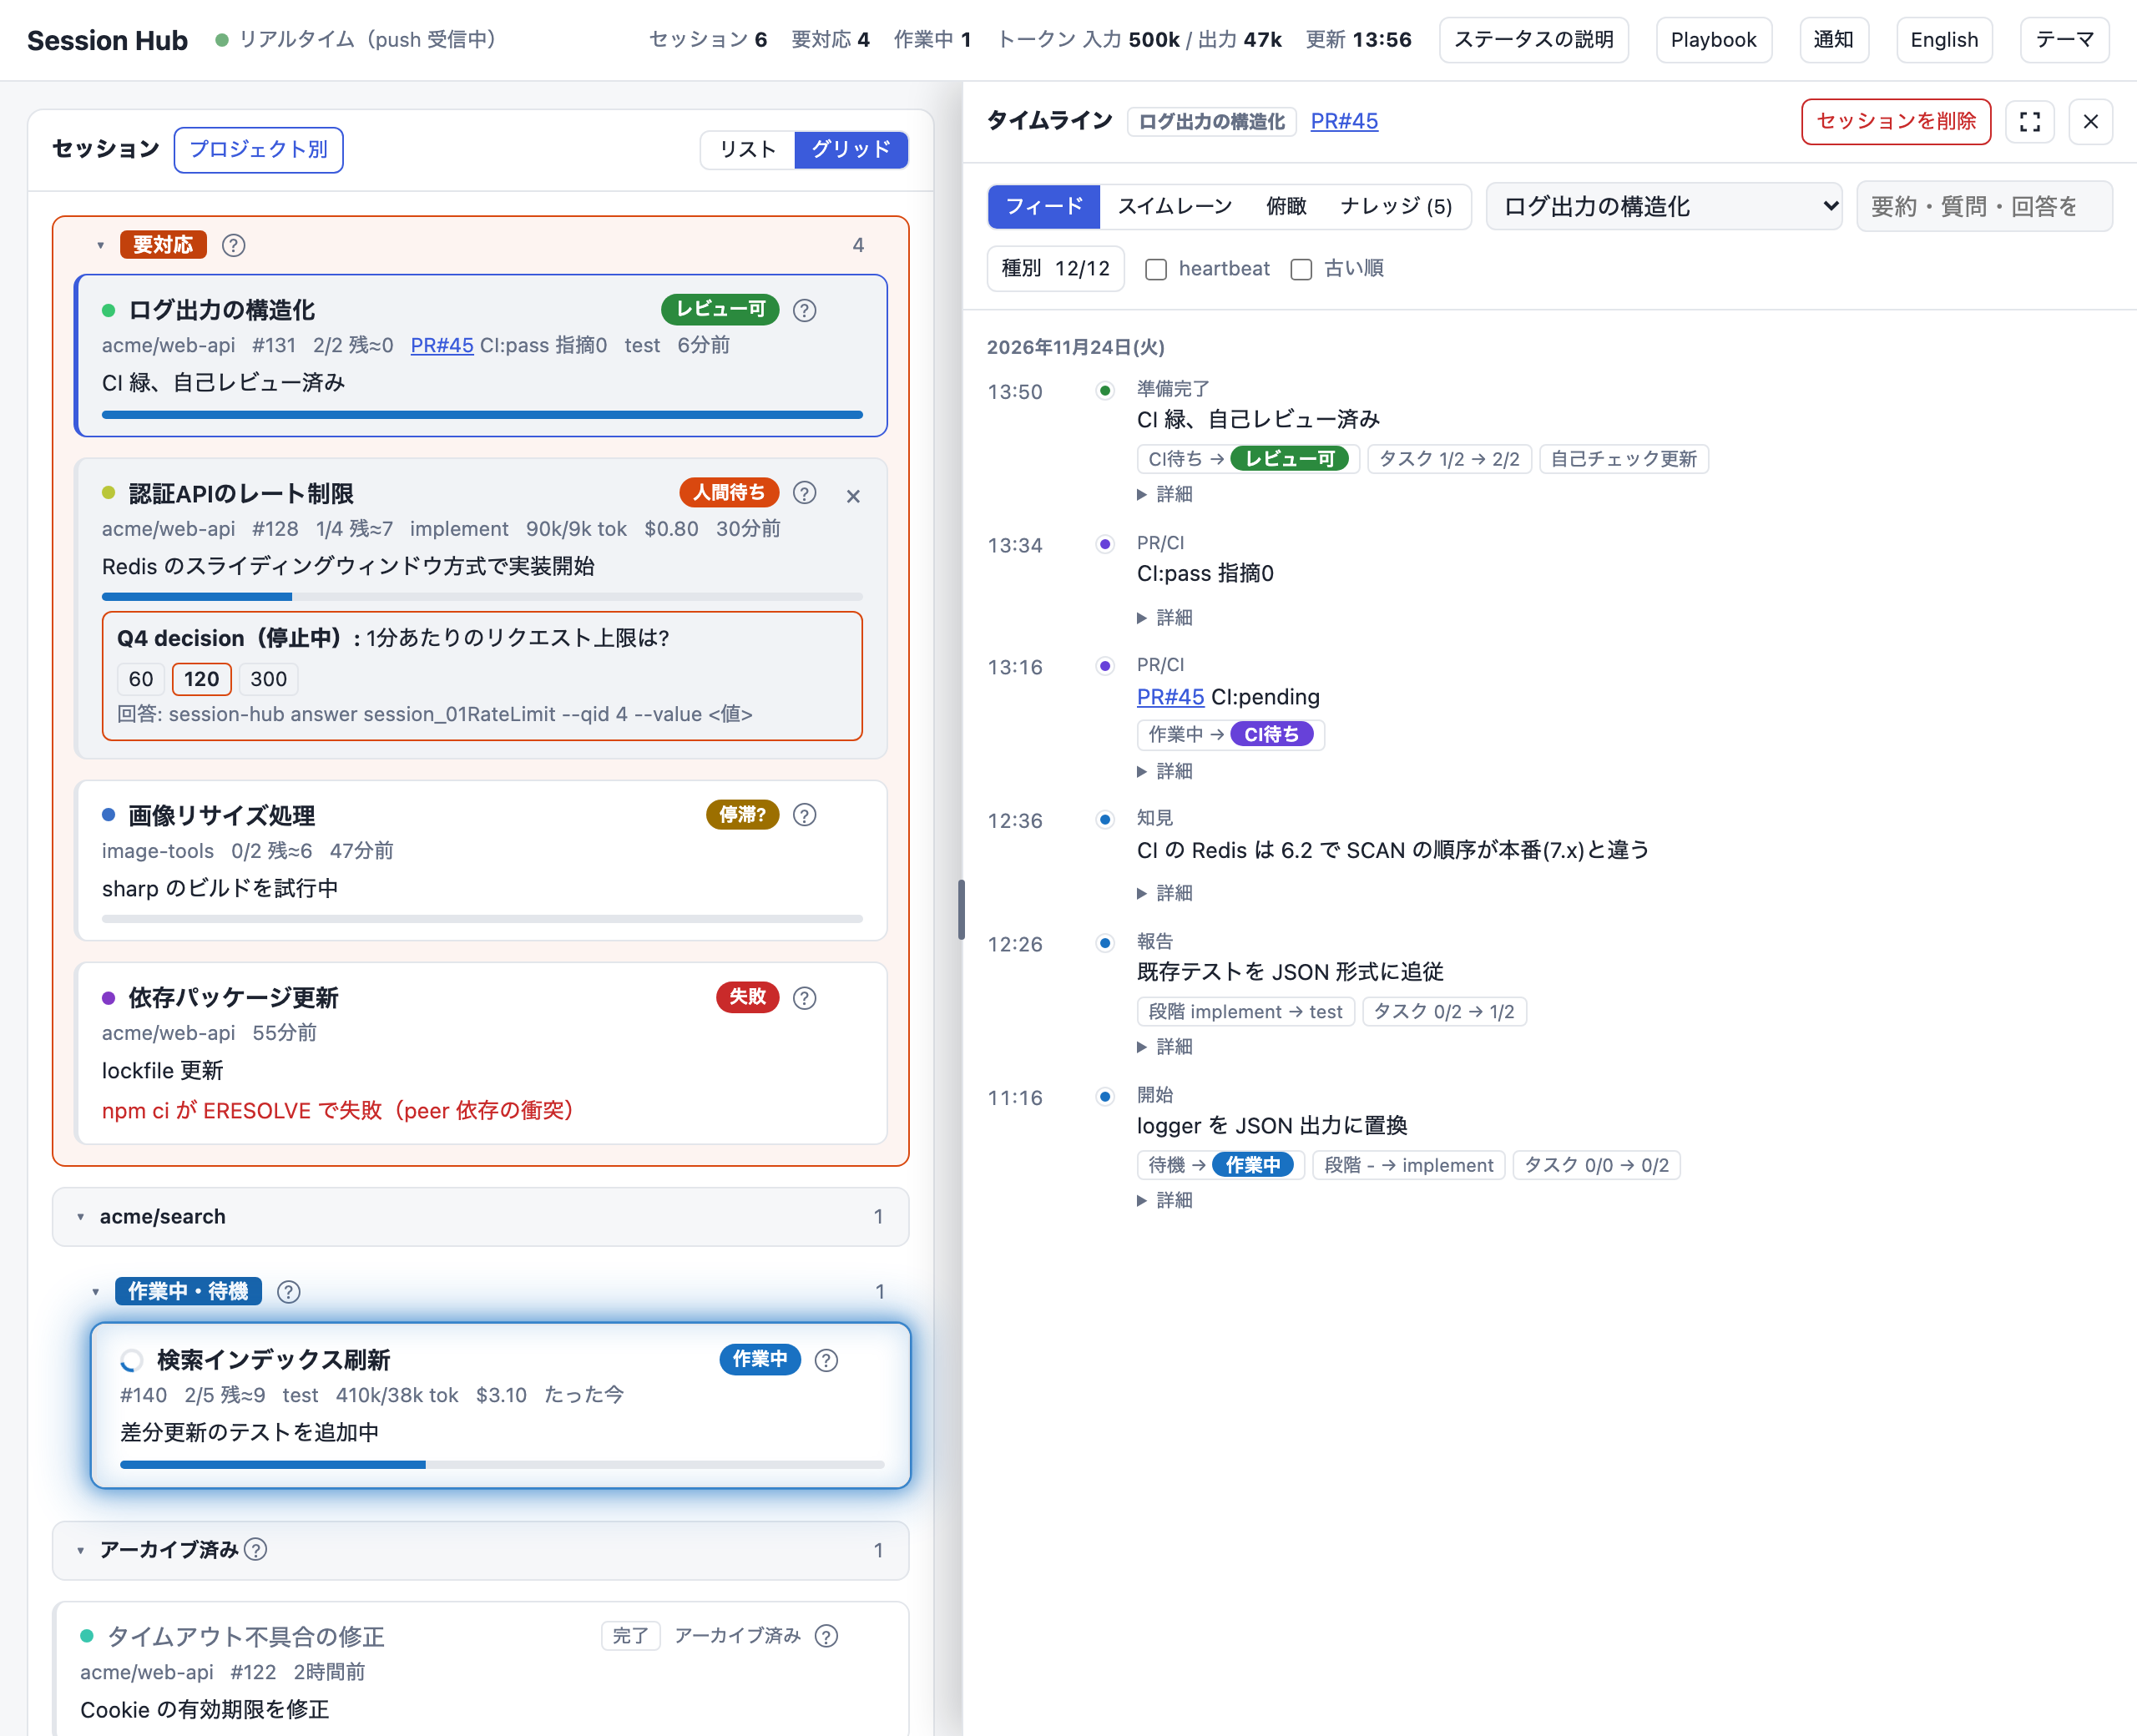 Session Hub
リアルタイム（push 受信中）
セッション 6 要対応 4 作業中 1 トークン 入力 500k / 出力 47k 更新 13:56
ステータスの説明
Playbook
通知
English
テーマ
セッション
プロジェクト別
リスト
グリッド
要対応 ? 4
ログ出力の構造化 レビュー可 ?
acme/web-api #131 2/2 残≈0 PR#45 CI:pass 指摘0 test 6分前
CI 緑、自己レビュー済み
認証APIのレート制限 人間待ち ? ×
acme/web-api #128 1/4 残≈7 implement 90k/9k tok $0.80 30分前
Redis のスライディングウィンドウ方式で実装開始
Q4 decision（停止中）: 1分あたりのリクエスト上限は?
60 120 300
回答: session-hub answer session_01RateLimit --qid 4 --value <値>
画像リサイズ処理 停滞? ?
image-tools 0/2 残≈6 47分前
sharp のビルドを試行中
依存パッケージ更新 失敗 ?
acme/web-api 55分前
lockfile 更新
npm ci が ERESOLVE で失敗（peer 依存の衝突）
acme/search 1
作業中・待機 ? 1
検索インデックス刷新 作業中 ?
#140 2/5 残≈9 test 410k/38k tok $3.10 たった今
差分更新のテストを追加中
アーカイブ済み ? 1
タイムアウト不具合の修正 完了 アーカイブ済み ?
acme/web-api #122 2時間前
Cookie の有効期限を修正
タイムライン ログ出力の構造化 PR#45
セッションを削除
×
フィード スイムレーン 俯瞰 ナレッジ (5)
ログ出力の構造化
要約・質問・回答を
種別 12/12 heartbeat 古い順
2026年11月24日(火)
13:50 準備完了
CI 緑、自己レビュー済み
CI待ち → レビュー可 タスク 1/2 → 2/2 自己チェック更新
▶ 詳細
13:34 PR/CI
CI:pass 指摘0
▶ 詳細
13:16 PR/CI
PR#45 CI:pending
作業中 → CI待ち
▶ 詳細
12:36 知見
CI の Redis は 6.2 で SCAN の順序が本番(7.x)と違う
▶ 詳細
12:26 報告
既存テストを JSON 形式に追従
段階 implement → test タスク 0/2 → 1/2
▶ 詳細
11:16 開始
logger を JSON 出力に置換
待機 → 作業中 段階 - → implement タスク 0/0 → 0/2
▶ 詳細